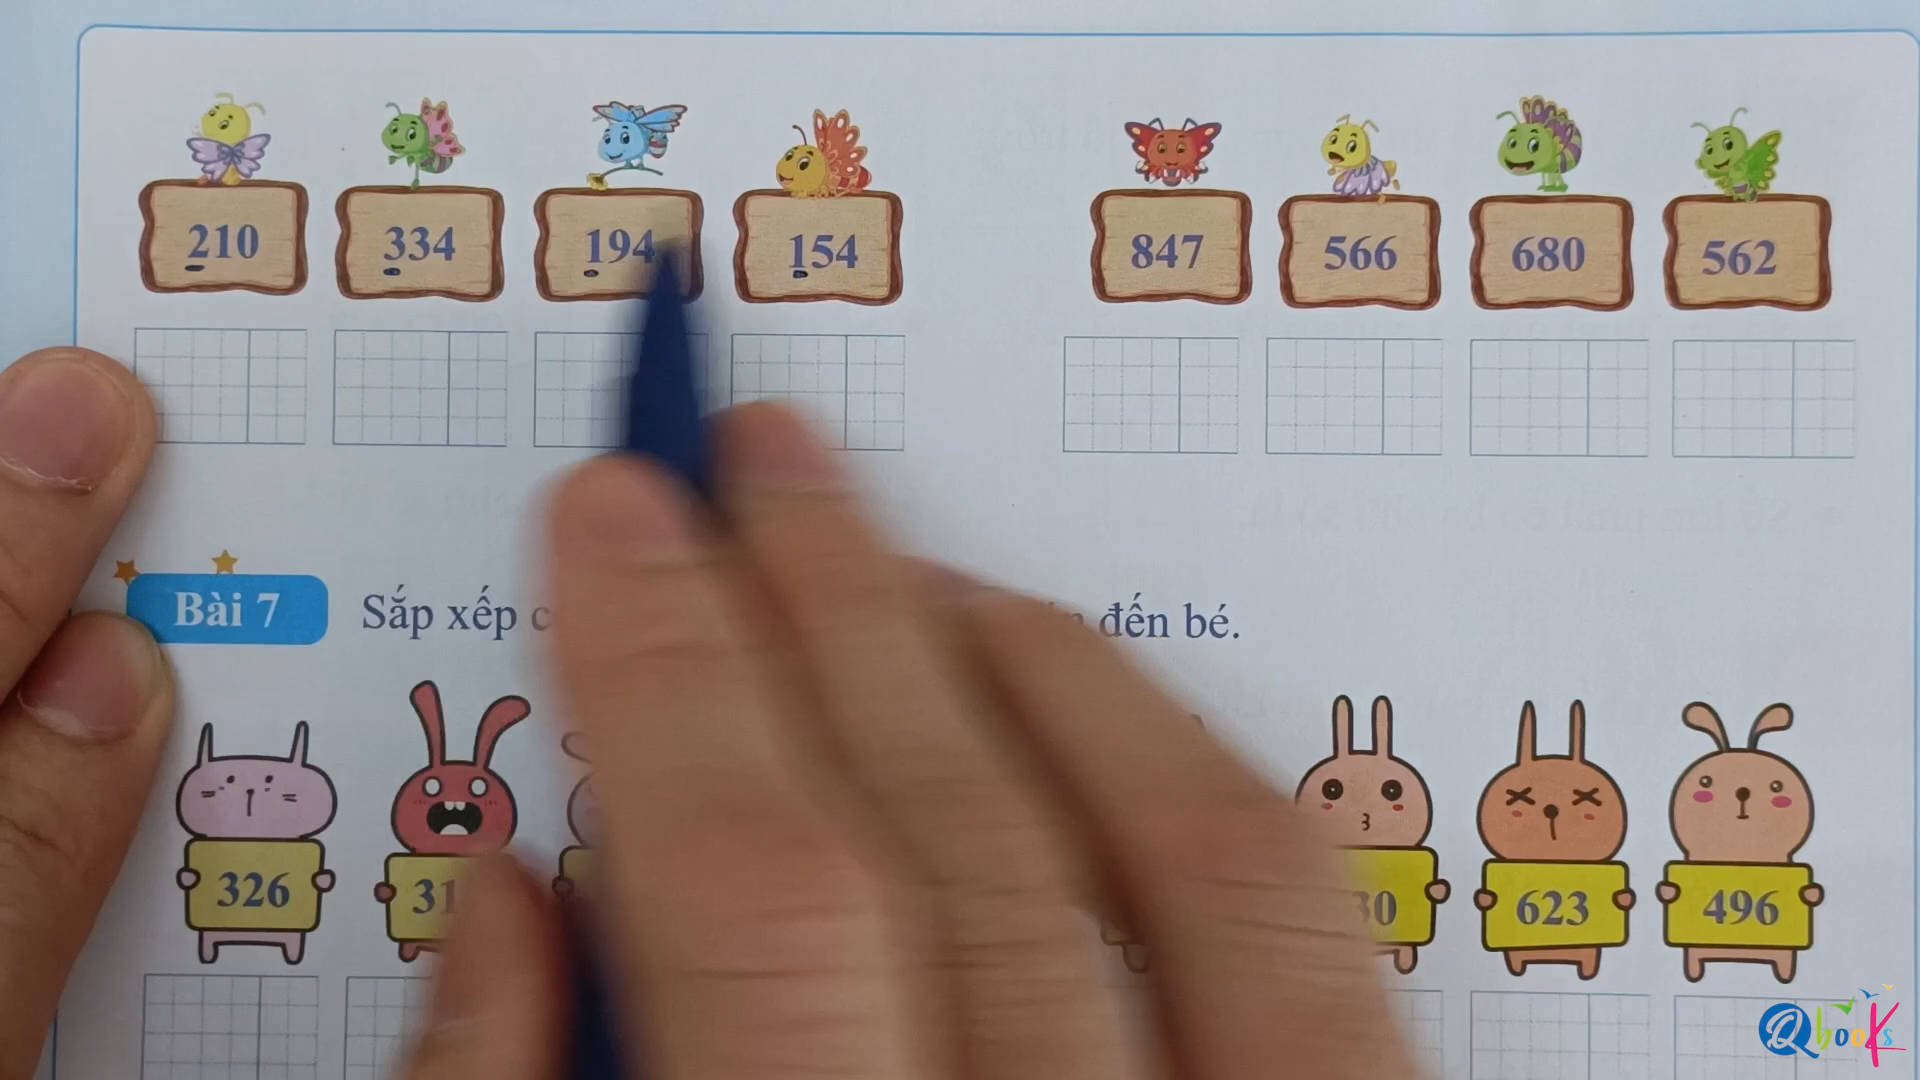 210 334 194 154 847 566 680 562
Bài 7 Sắp xếp đến bé.
326 623 496
Qbooks